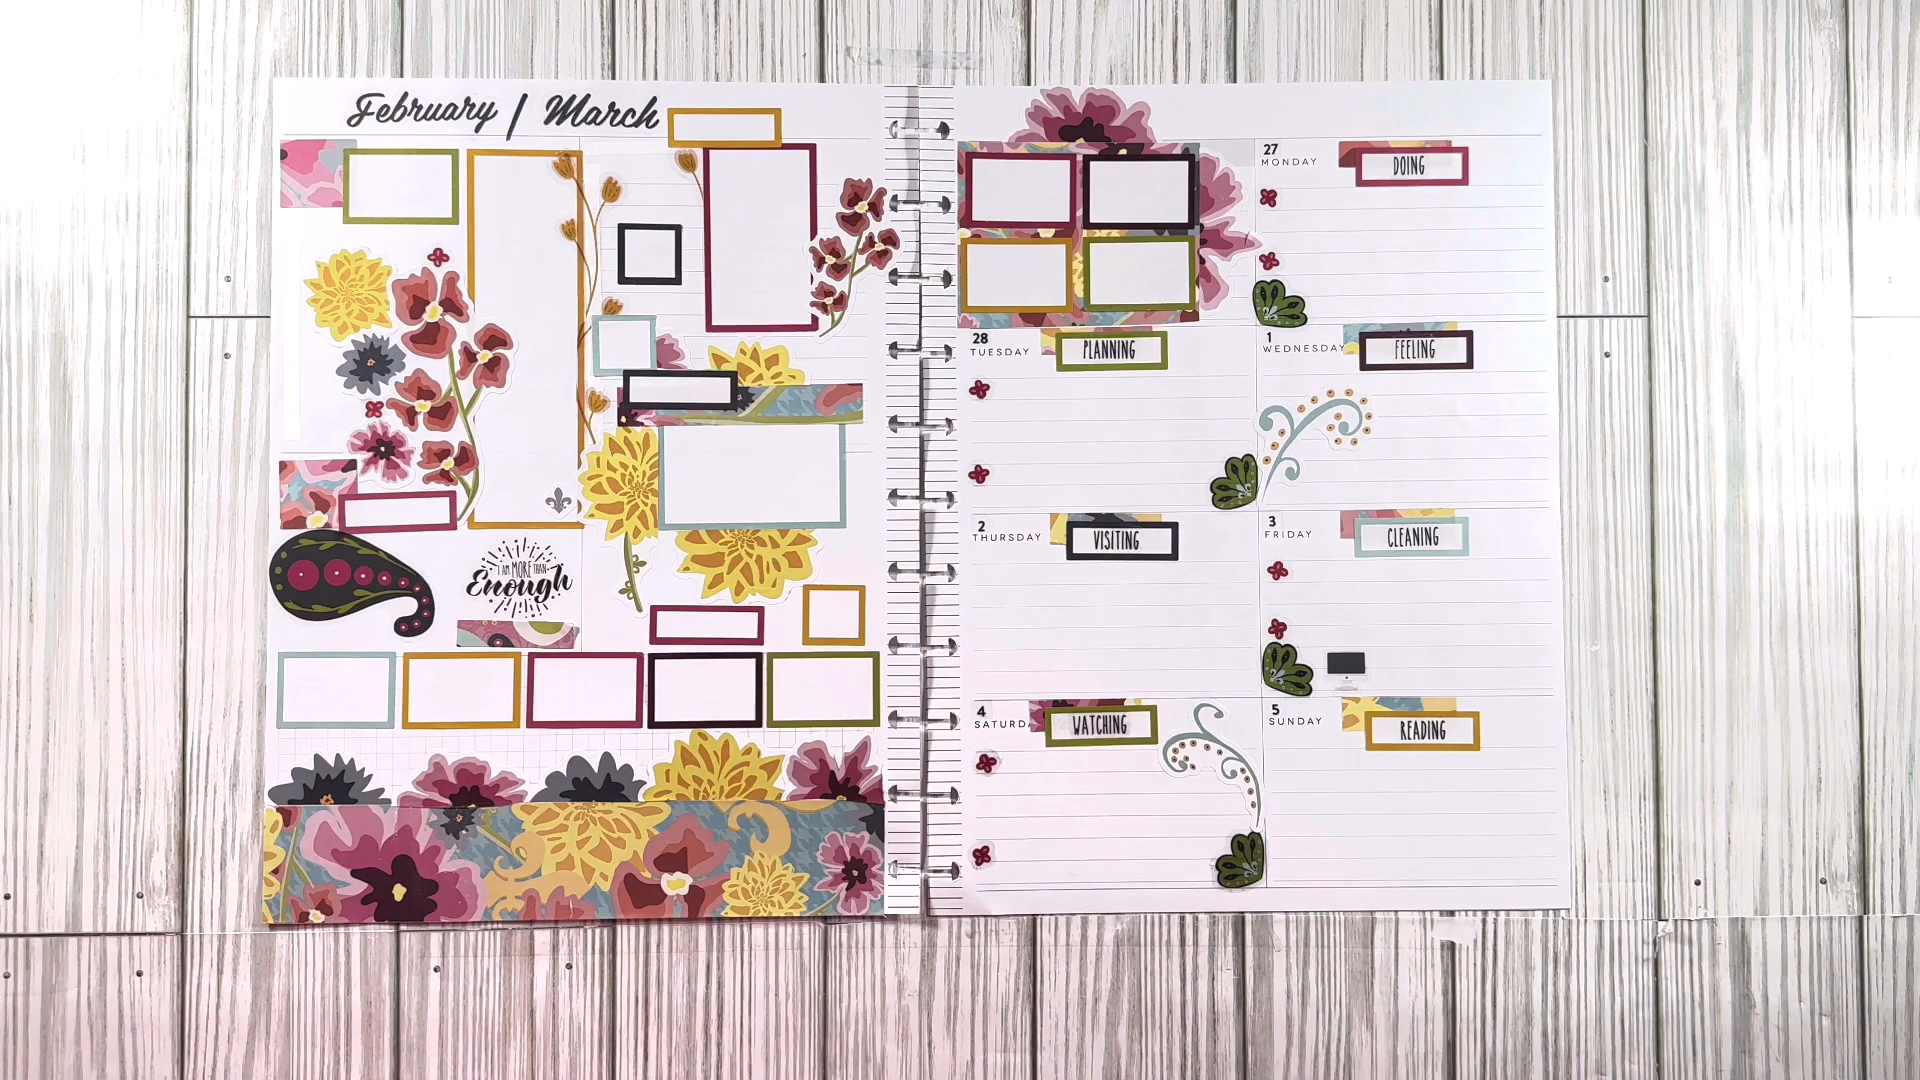 February / March
I AM MORE THAN
Enough
27
MONDAY
DOING
28
TUESDAY
PLANNING
1
WEDNESDAY
FEELING
2
THURSDAY
VISITING
3
FRIDAY
CLEANING
4
SATURDA
WATCHING
5
SUNDAY
READING